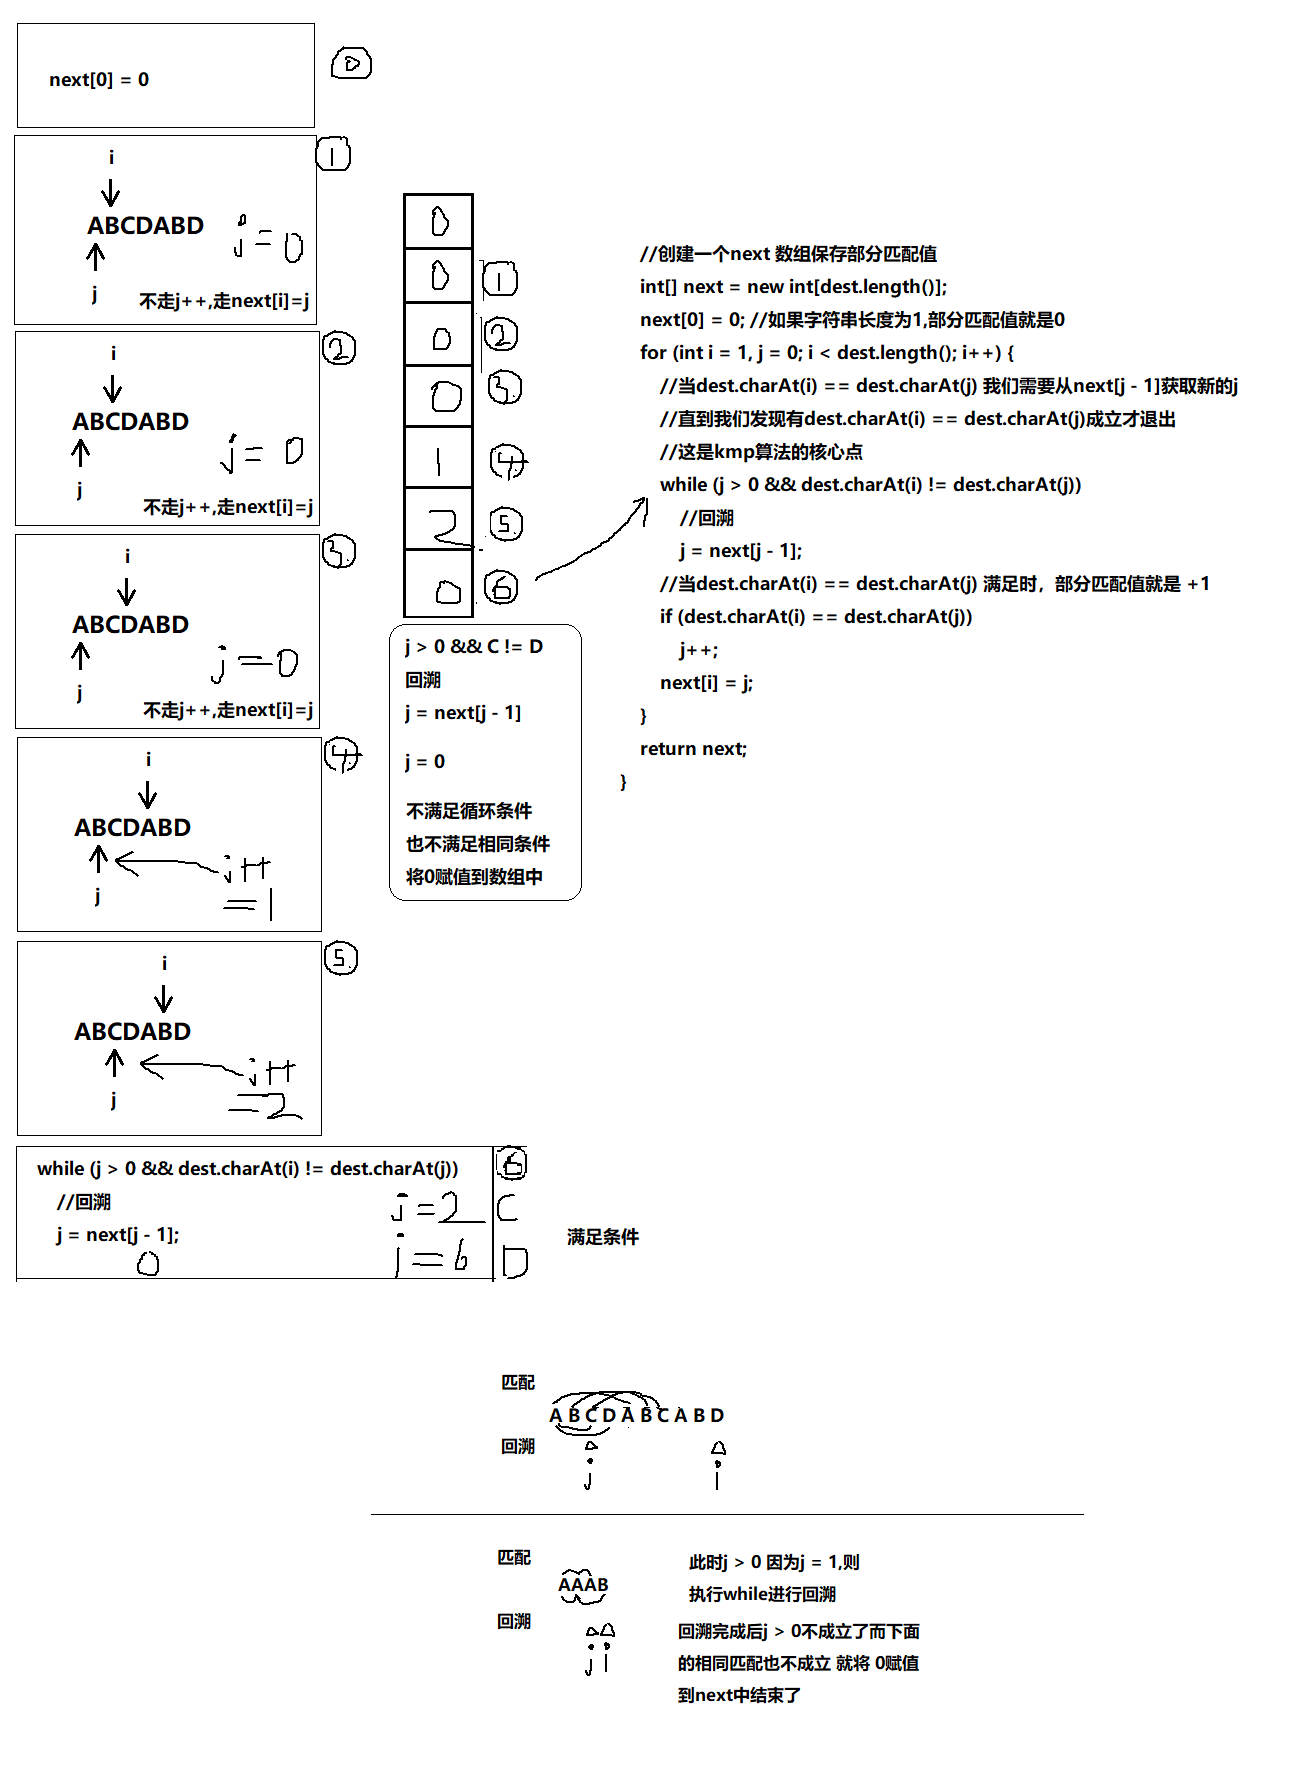 next[0] = 0
0
i
1
ABCDABD
j=0
j
不走j++,走next[i]=j
i
2
ABCDABD
j=0
j
不走j++,走next[i]=j
i
3
ABCDABD
j=0
j
不走j++,走next[i]=j
i
4
ABCDABD
j++
=1
j
i
5
ABCDABD
j++
=2
j
while (j > 0 && dest.charAt(i) != dest.charAt(j))
//回溯
j = next[j - 1];
0
j=2 C
i=6 D
6
满足条件
0
0 1
0 2
0 3
1 4
2 5
0 6
j > 0 && C != D
回溯
j = next[j - 1]
j = 0
不满足循环条件
也不满足相同条件
将0赋值到数组中
//创建一个next 数组保存部分匹配值
int[] next = new int[dest.length()];
next[0] = 0; //如果字符串长度为1,部分匹配值就是0
for (int i = 1, j = 0; i < dest.length(); i++) {
//当dest.charAt(i) == dest.charAt(j) 我们需要从next[j - 1]获取新的j
//直到我们发现有dest.charAt(i) == dest.charAt(j)成立才退出
//这是kmp算法的核心点
while (j > 0 && dest.charAt(i) != dest.charAt(j))
//回溯
j = next[j - 1];
//当dest.charAt(i) == dest.charAt(j) 满足时，部分匹配值就是 +1
if (dest.charAt(i) == dest.charAt(j))
j++;
next[i] = j;
}
return next;
}
匹配
A B C D A B C A B D
回溯
j i
匹配
AAAB
回溯
j i
此时j > 0 因为j = 1,则
执行while进行回溯
回溯完成后j > 0不成立了而下面
的相同匹配也不成立 就将 0赋值
到next中结束了